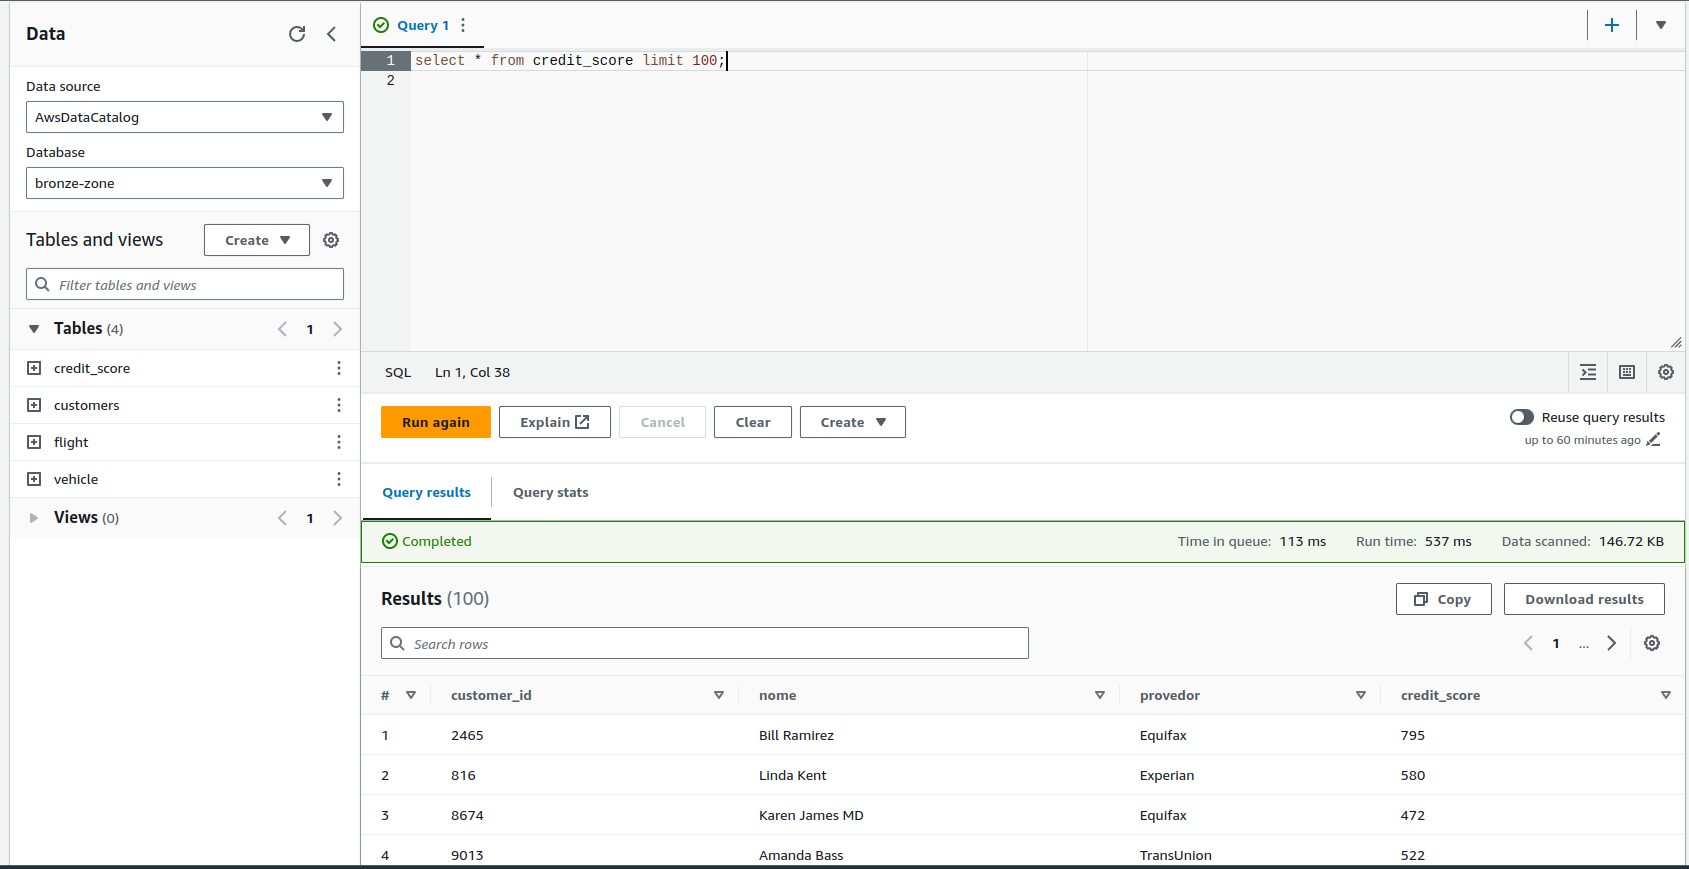 Data
Data source
AwsDataCatalog
Database
bronze-zone
Tables and views
Create
Filter tables and views
Tables (4)
1
credit_score
customers
flight
vehicle
Views (0)
1
Query 1
1 select * from credit_score limit 100;
2
SQL Ln 1, Col 38
Run again Explain Cancel Clear Create
Reuse query results
up to 60 minutes ago
Query results Query stats
Completed Time in queue: 113 ms Run time: 537 ms Data scanned: 146.72 KB
Results (100)
Copy Download results
Search rows
1 ...
# customer_id nome provedor credit_score
1 2465 Bill Ramirez Equifax 795
2 816 Linda Kent Experian 580
3 8674 Karen James MD Equifax 472
4 9013 Amanda Bass TransUnion 522